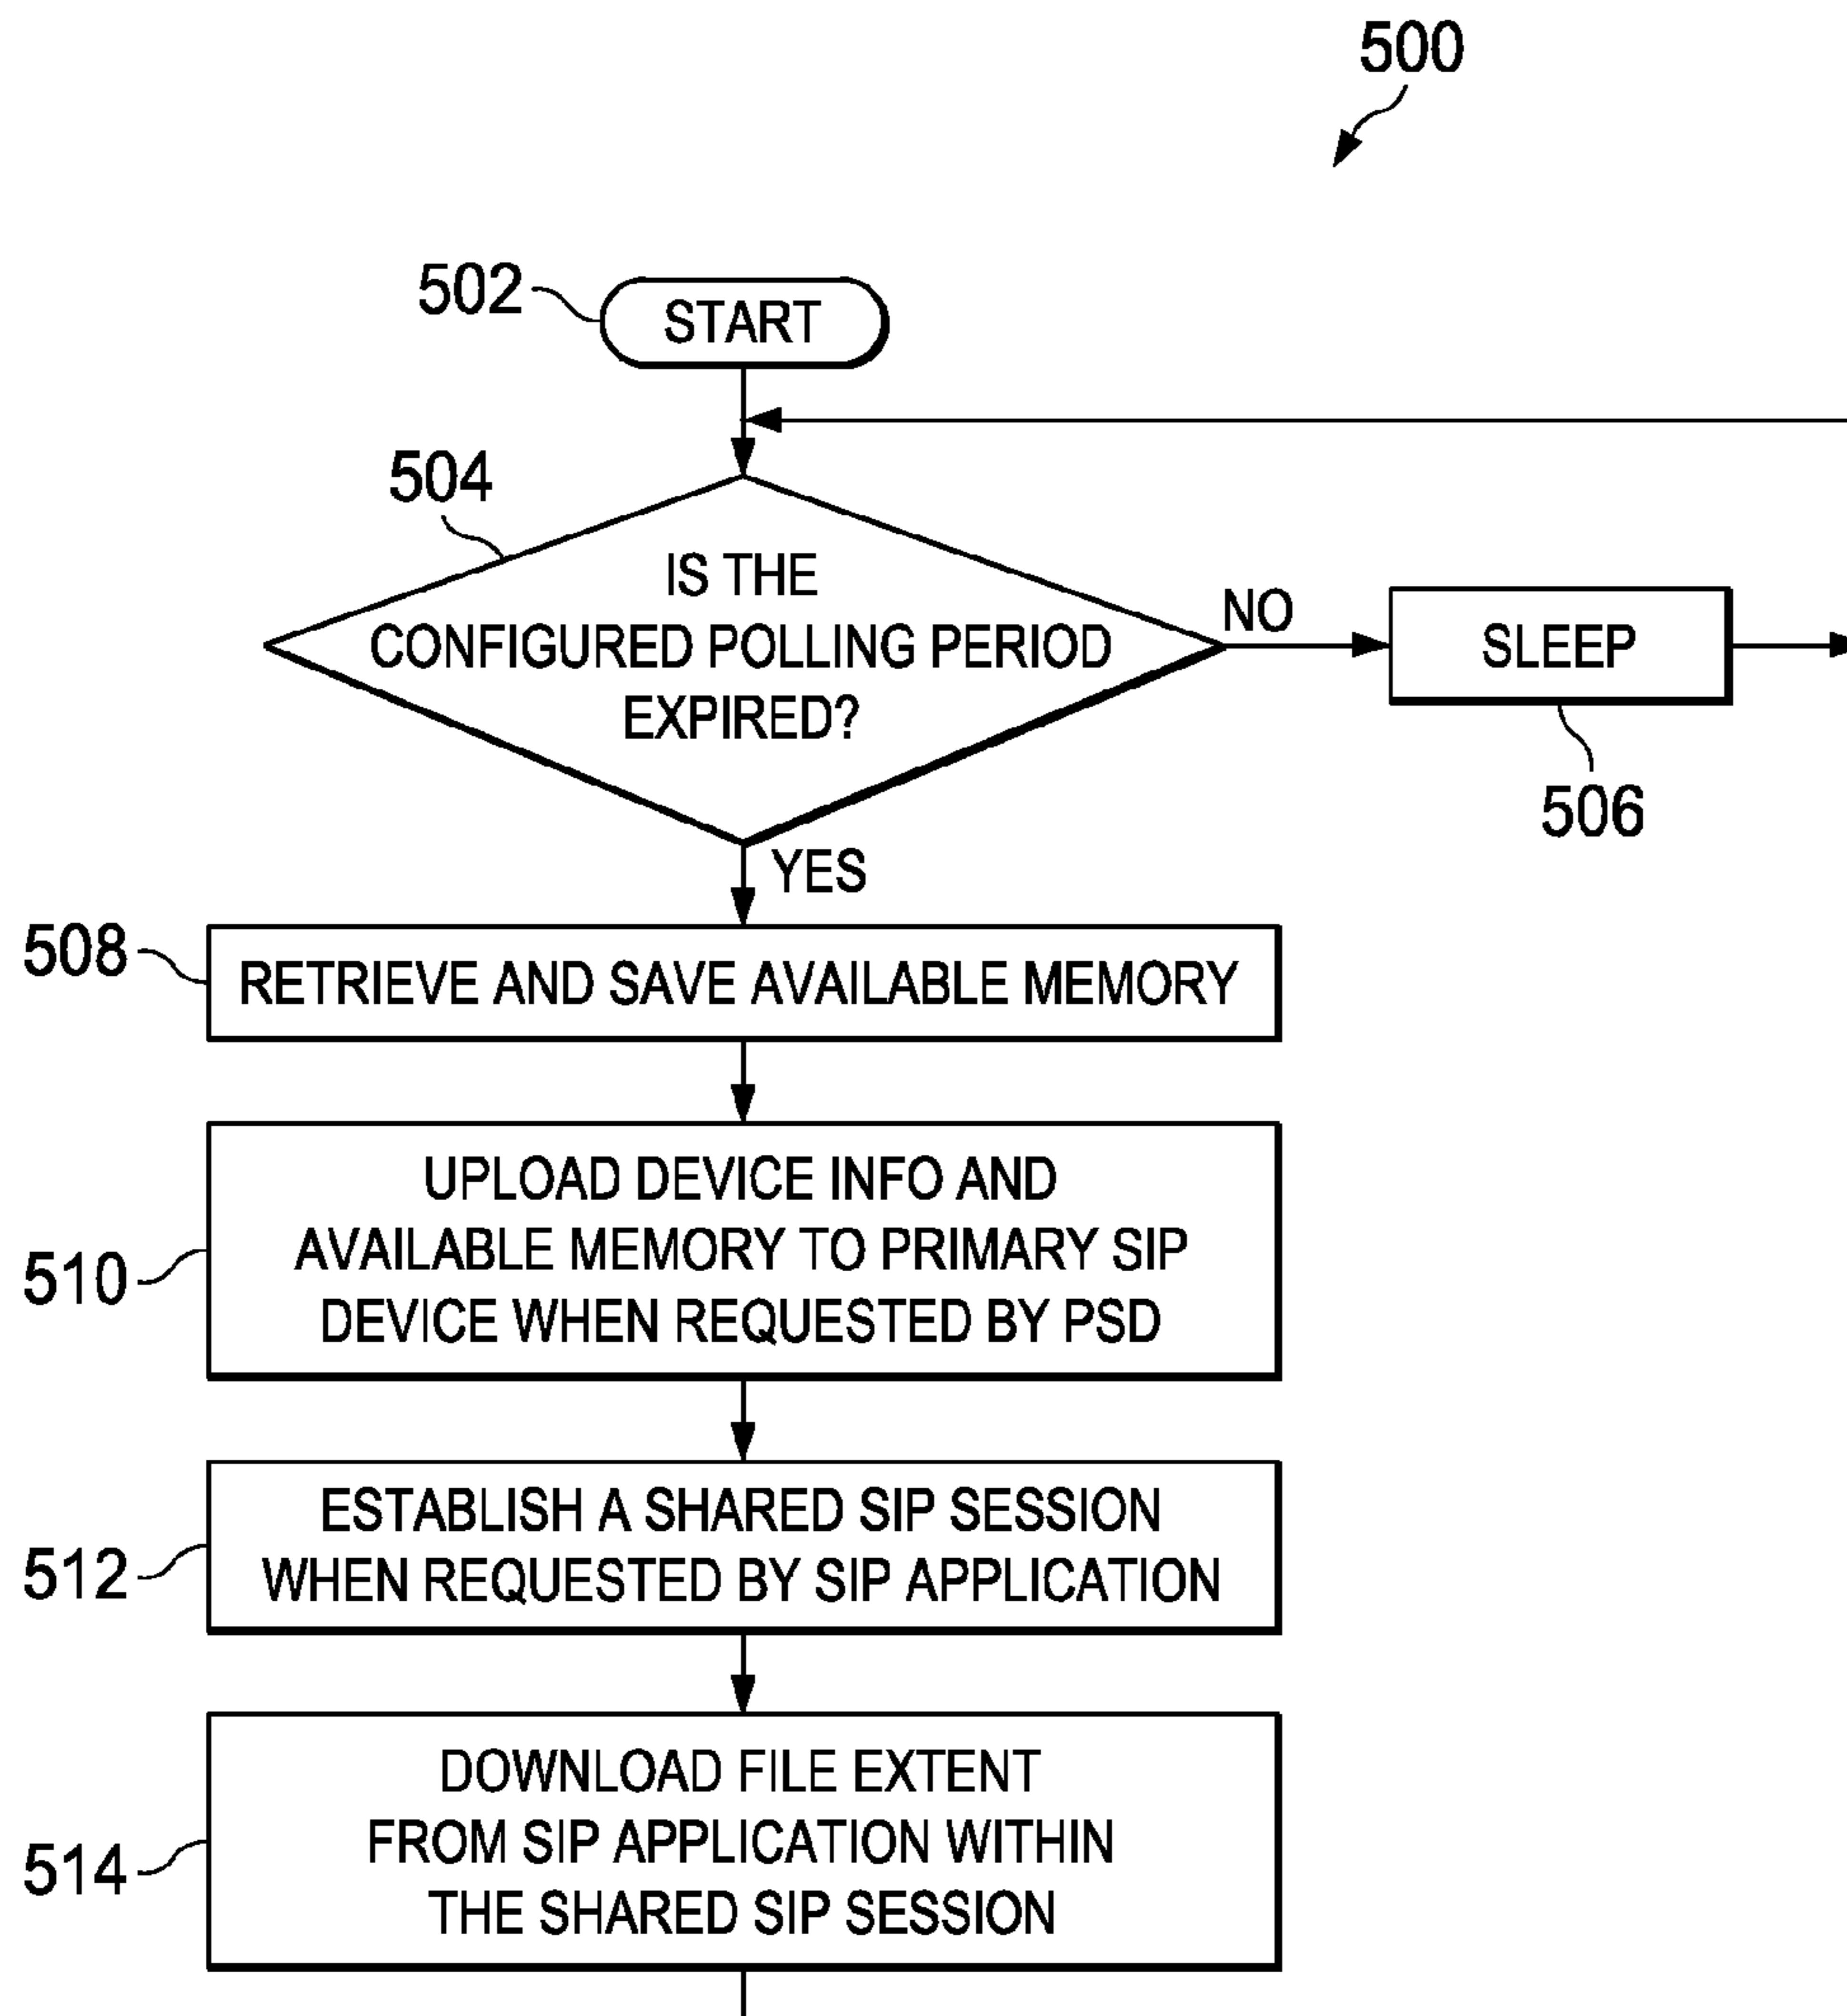 500
502
START
504
IS THE
CONFIGURED POLLING PERIOD
EXPIRED?
NO
SLEEP
506
YES
508
RETRIEVE AND SAVE AVAILABLE MEMORY
510
UPLOAD DEVICE INFO AND
AVAILABLE MEMORY TO PRIMARY SIP
DEVICE WHEN REQUESTED BY PSD
512
ESTABLISH A SHARED SIP SESSION
WHEN REQUESTED BY SIP APPLICATION
514
DOWNLOAD FILE EXTENT
FROM SIP APPLICATION WITHIN
THE SHARED SIP SESSION